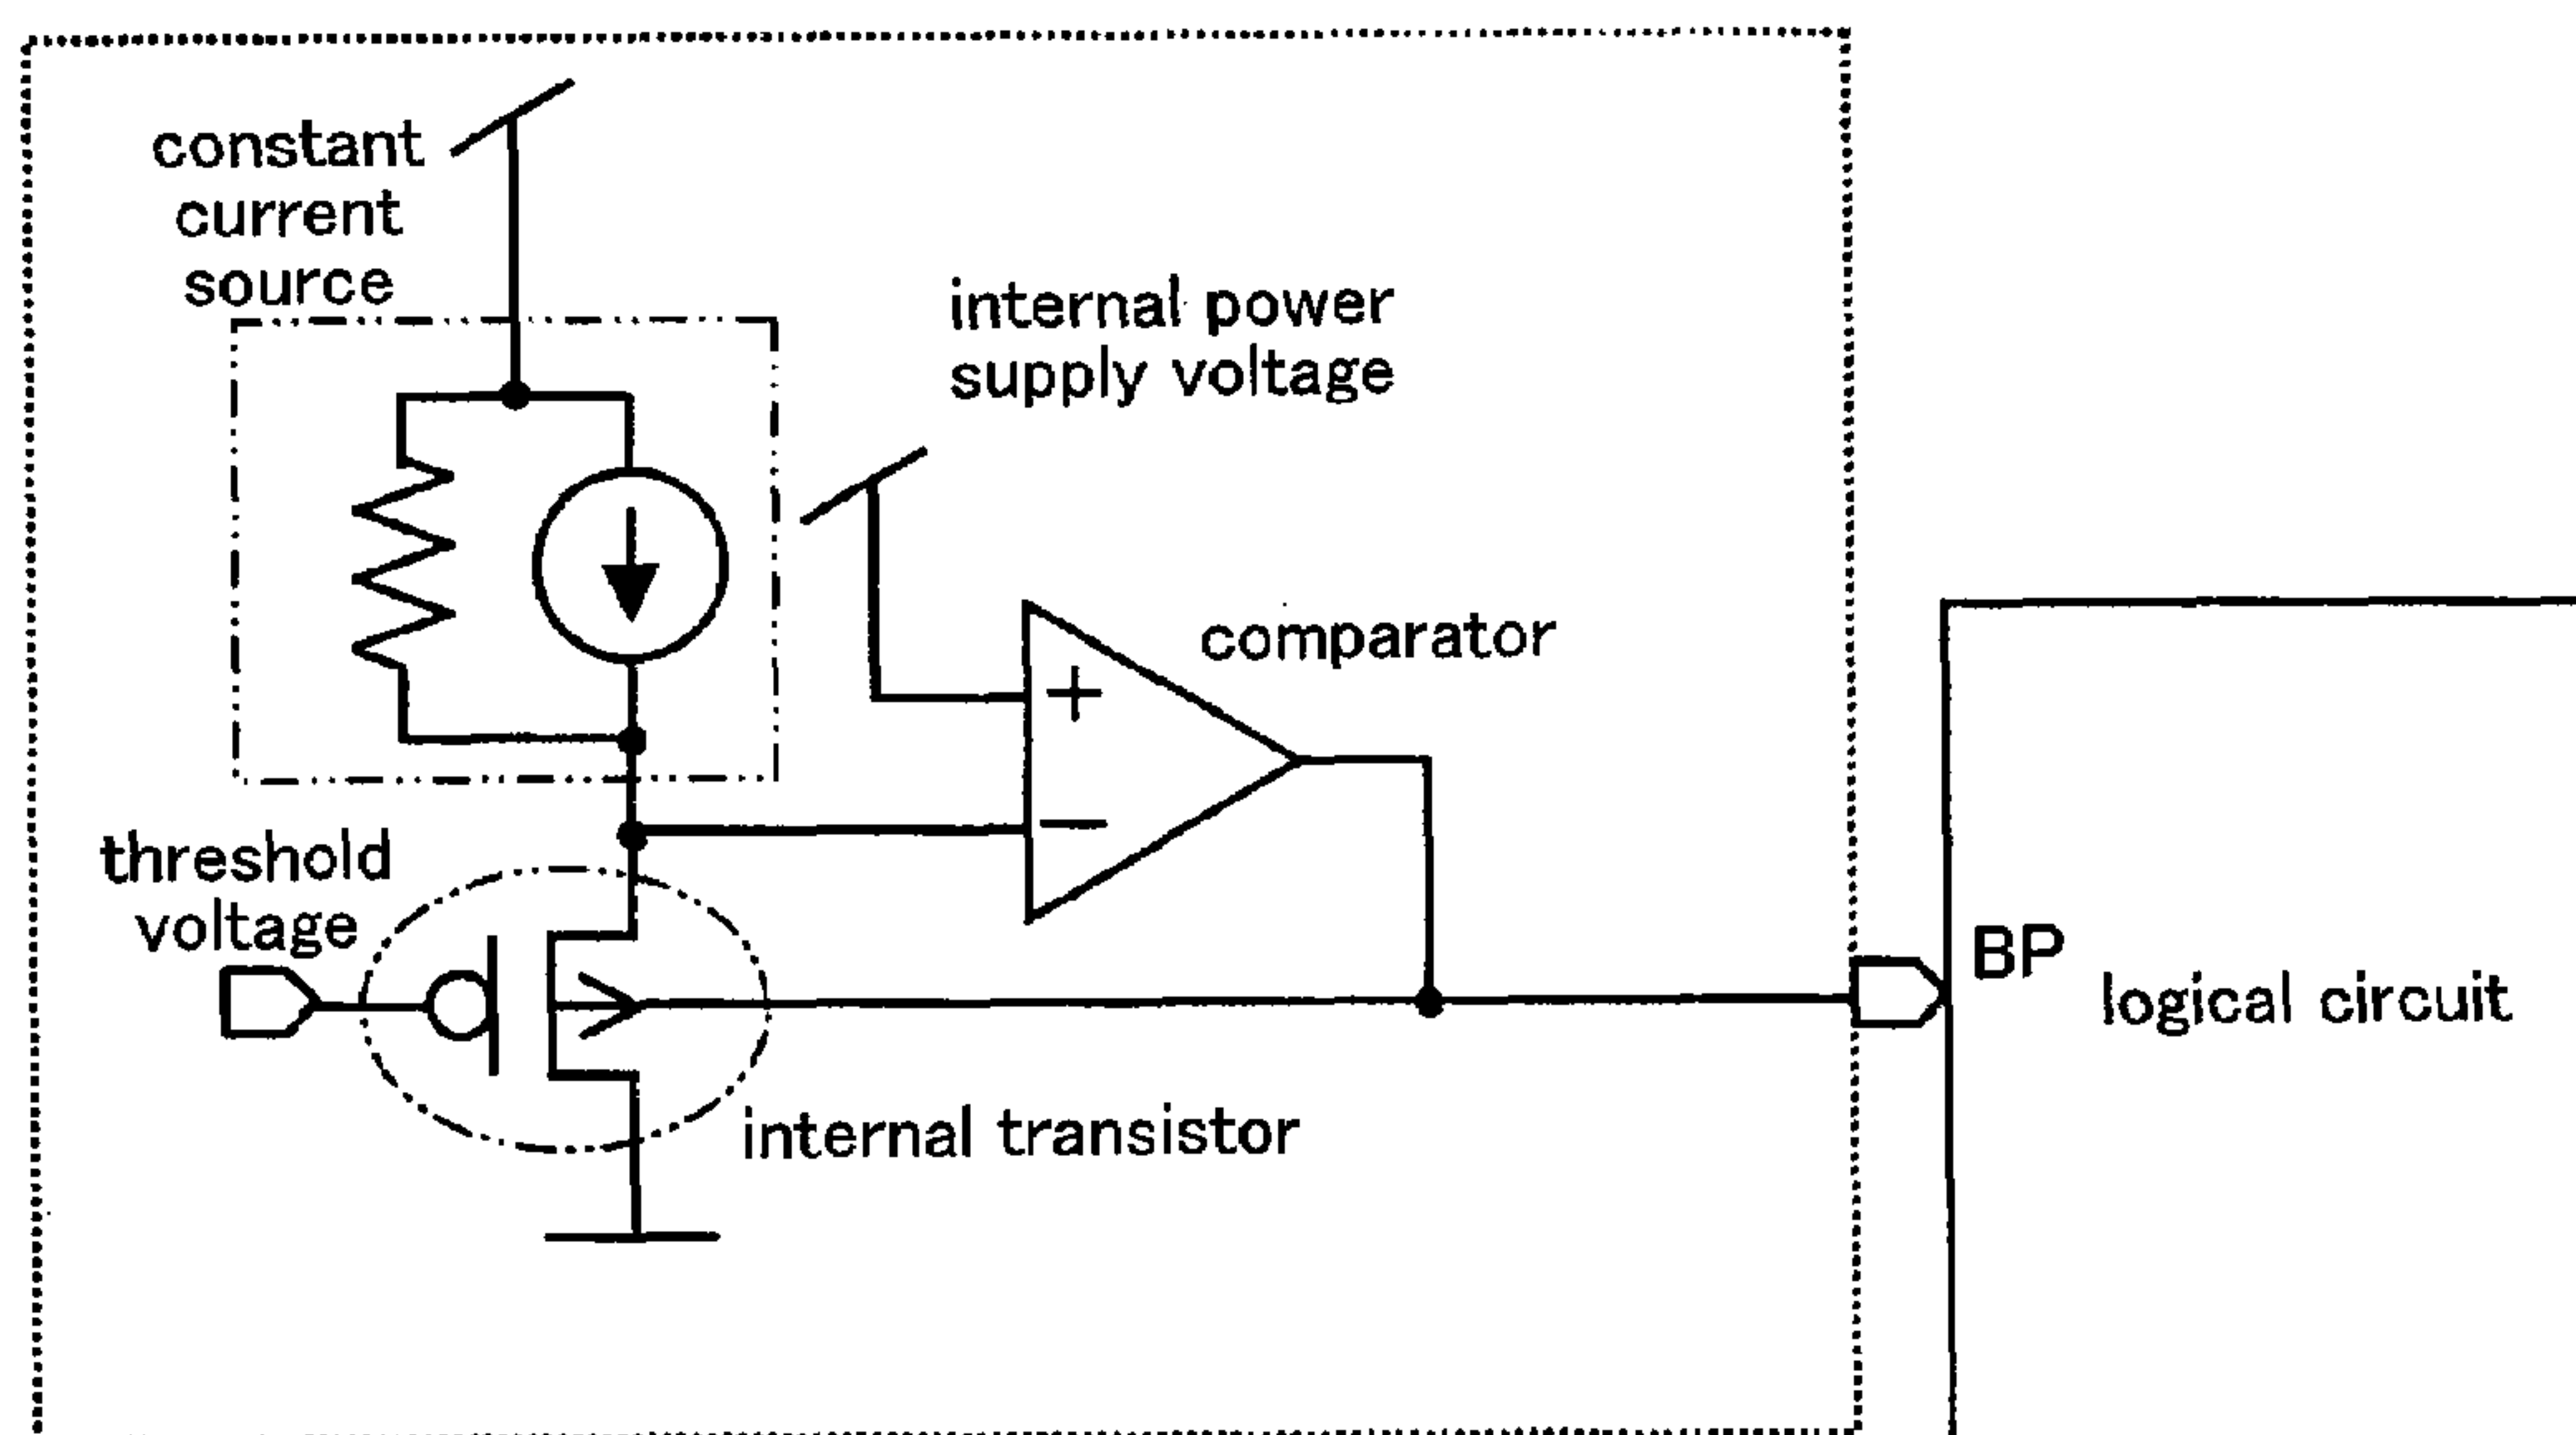 constant
current
source
internal power
supply voltage
+
comparator
−
threshold
voltage
BP
logical circuit
internal transistor